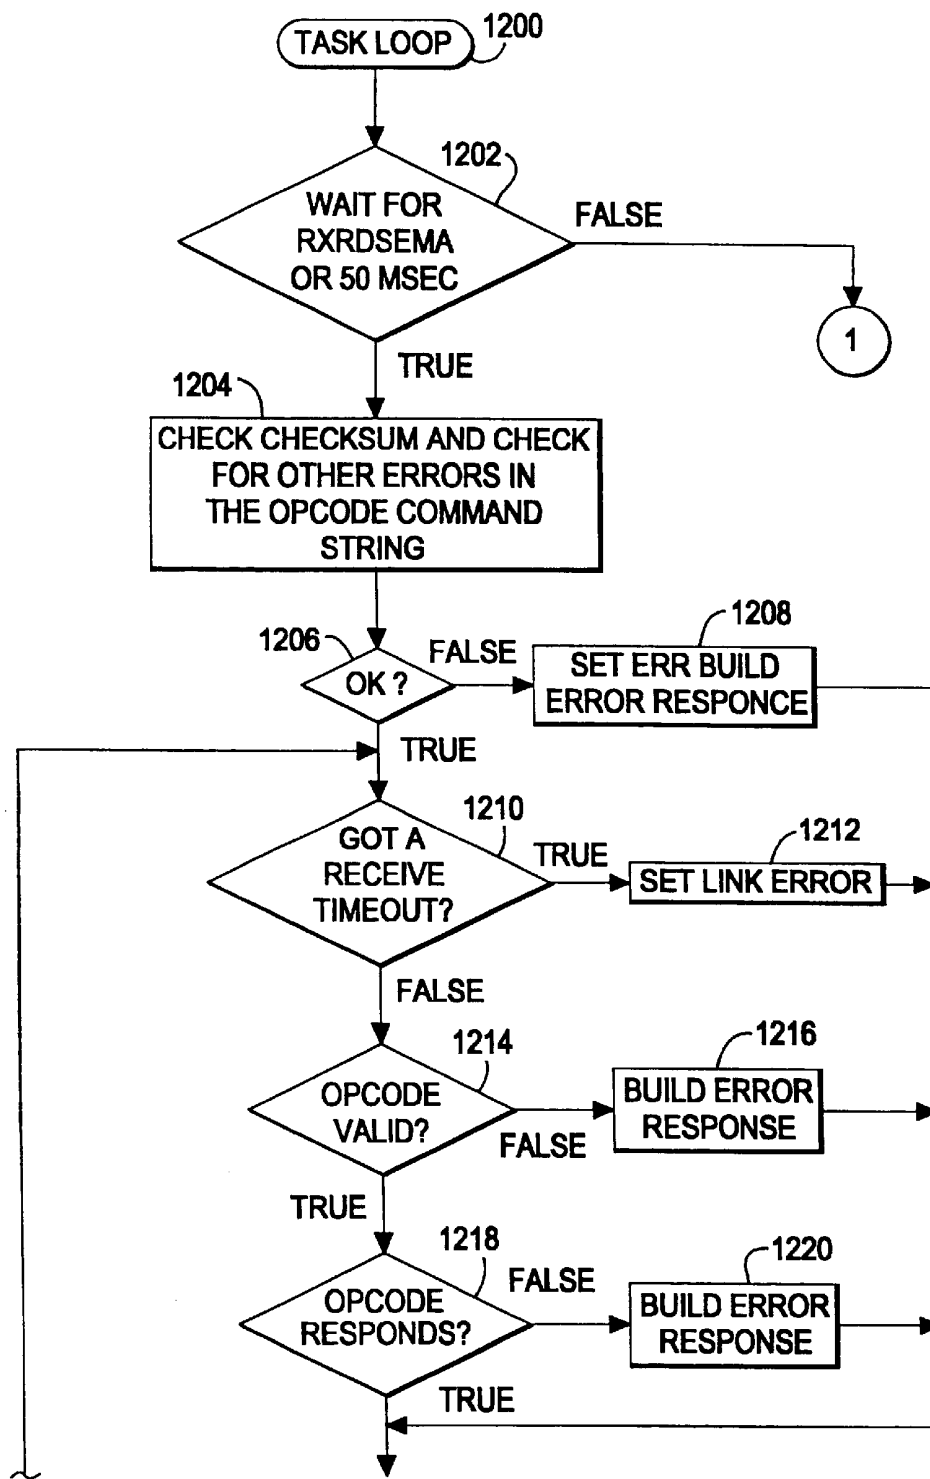 TASK LOOP
1200
1202
WAIT FOR
RXRDSEMA
OR 50 MSEC
FALSE
1
TRUE
1204
CHECK CHECKSUM AND CHECK
FOR OTHER ERRORS IN
THE OPCODE COMMAND
STRING
1206
OK ?
FALSE
1208
SET ERR BUILD
ERROR RESPONCE
TRUE
1210
GOT A
RECEIVE
TIMEOUT?
TRUE
1212
SET LINK ERROR
FALSE
1214
OPCODE
VALID?
FALSE
1216
BUILD ERROR
RESPONSE
TRUE
1218
OPCODE
RESPONDS?
FALSE
1220
BUILD ERROR
RESPONSE
TRUE